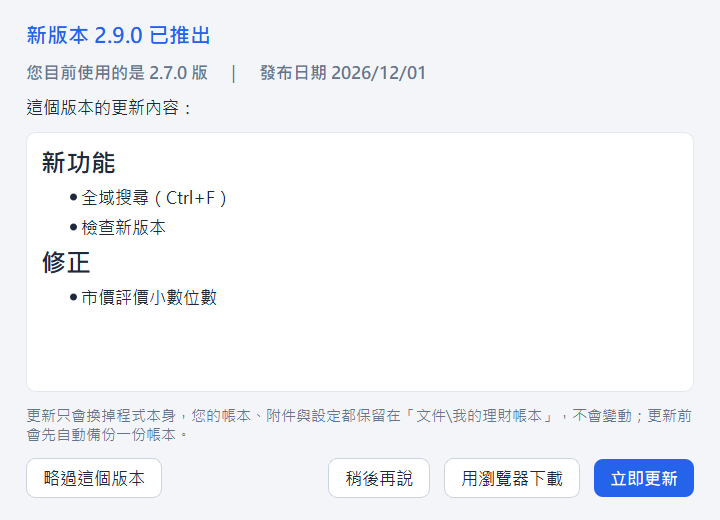 新版本 2.9.0 已推出
您目前使用的是 2.7.0 版　|　發布日期 2026/12/01
這個版本的更新內容：
新功能
• 全域搜尋（Ctrl+F）
• 檢查新版本
修正
• 市價評價小數位數
更新只會換掉程式本身，您的帳本、附件與設定都保留在「文件\我的理財帳本」，不會變動；更新前
會先自動備份一份帳本。
略過這個版本
稍後再說
用瀏覽器下載
立即更新